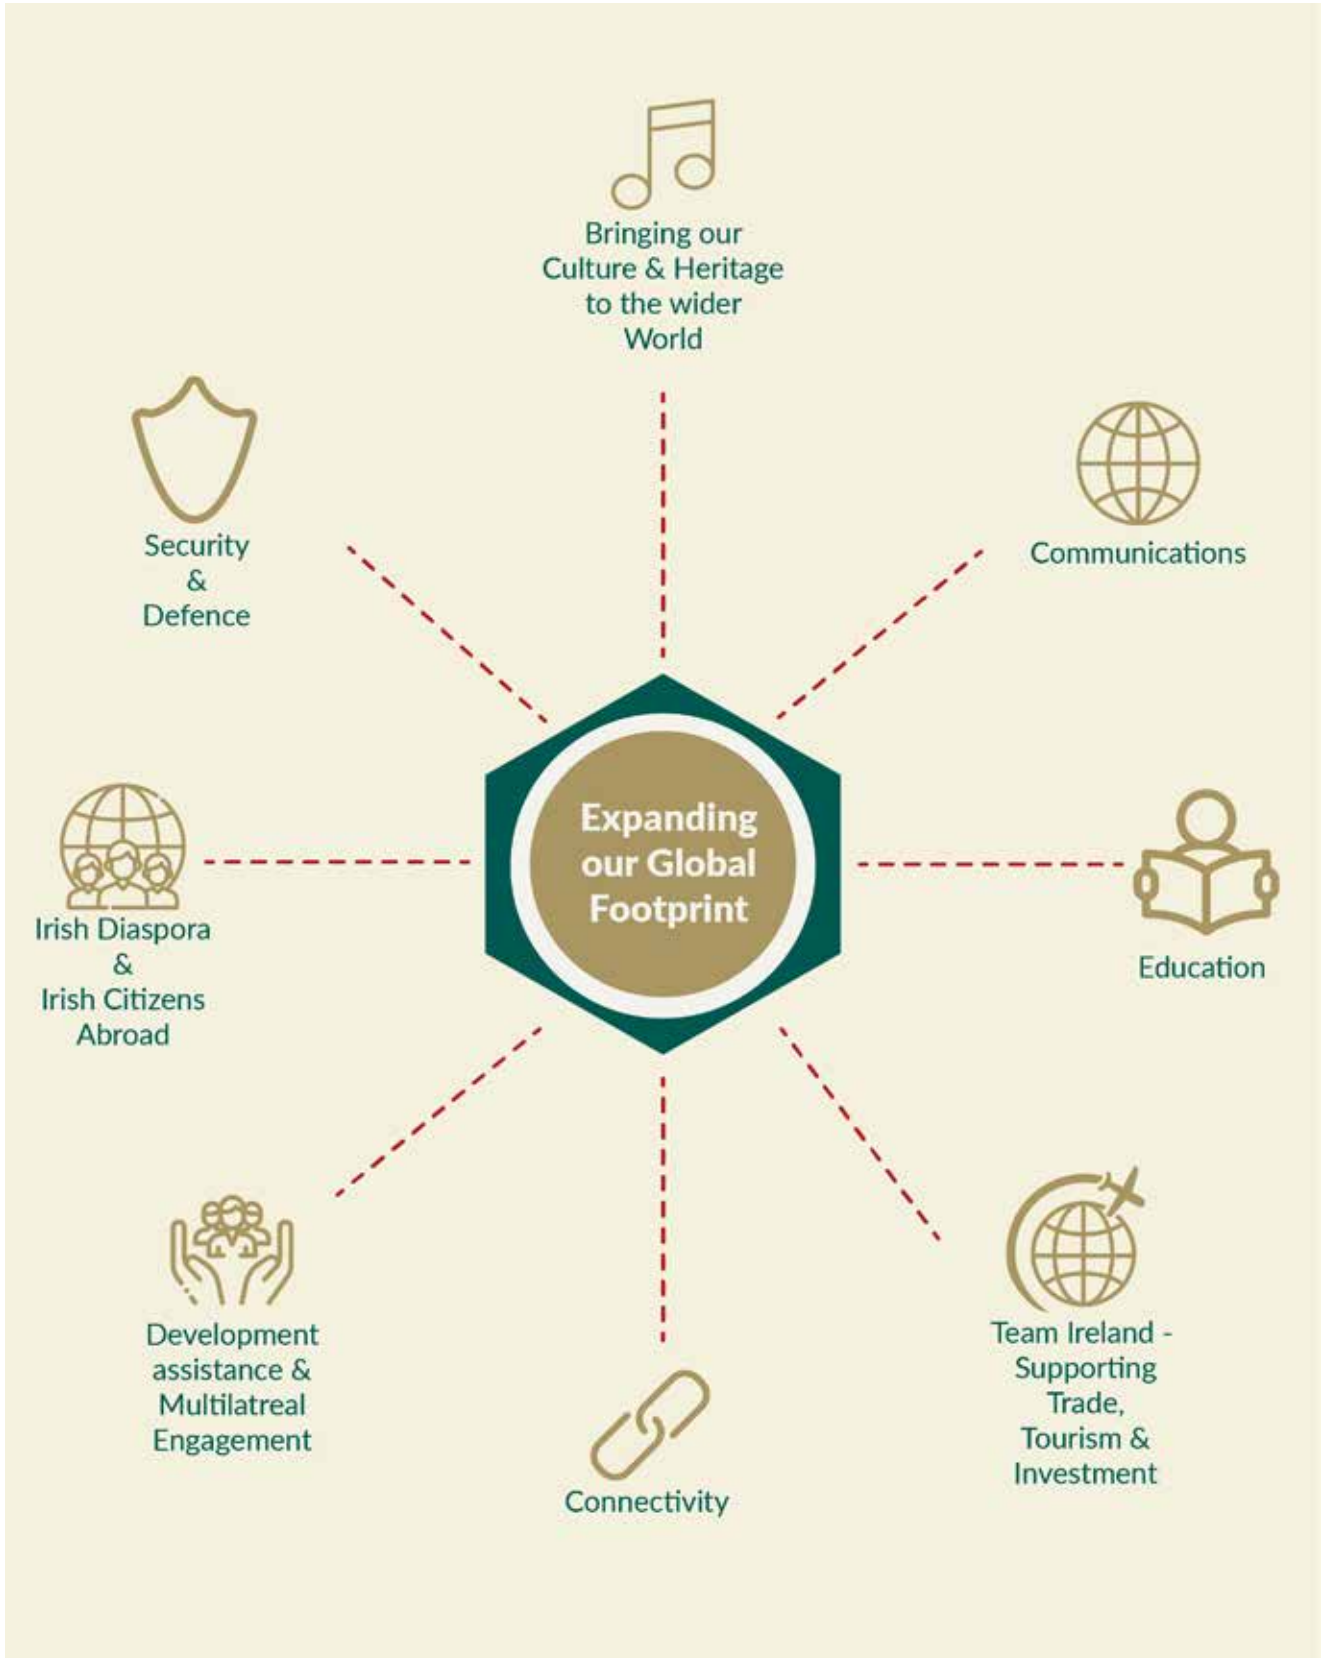 Bringing our
Culture & Heritage
to the wider
World
Security
&
Defence
Communications
Expanding
our Global
Footprint
Irish Diaspora
&
Irish Citizens
Abroad
Education
Development
assistance &
Multilatreal
Engagement
Team Ireland -
Supporting
Trade,
Tourism &
Investment
Connectivity